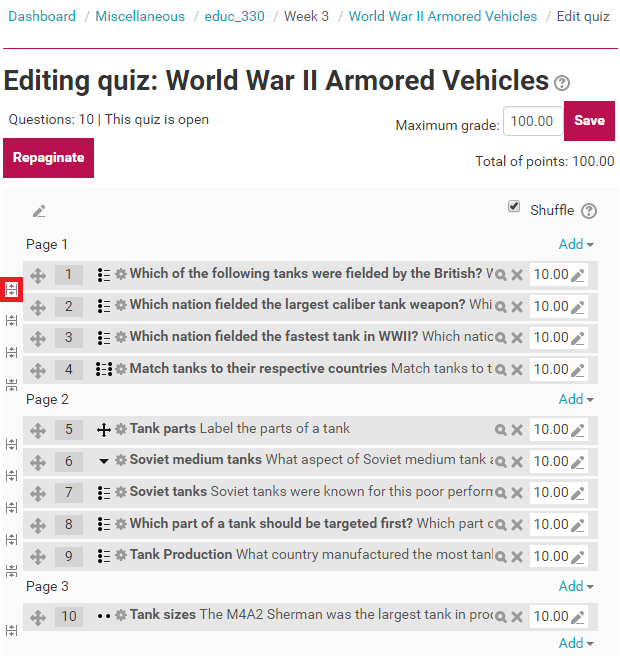 Dashboard / Miscellaneous / educ_330 / Week 3 / World War II Armored Vehicles / Edit quiz
Editing quiz: World War II Armored Vehicles
Questions: 10 | This quiz is open
Maximum grade: 100.00 Save
Repaginate
Total of points: 100.00
Shuffle
Page 1 Add
1 Which of the following tanks were fielded by the British? 10.00
2 Which nation fielded the largest caliber tank weapon? Whi 10.00
3 Which nation fielded the fastest tank in WWII? Which natio 10.00
4 Match tanks to their respective countries Match tanks to t 10.00
Page 2 Add
5 Tank parts Label the parts of a tank 10.00
6 Soviet medium tanks What aspect of Soviet medium tank 10.00
7 Soviet tanks Soviet tanks were known for this poor perform 10.00
8 Which part of a tank should be targeted first? Which part 10.00
9 Tank Production What country manufactured the most tank 10.00
Page 3 Add
10 Tank sizes The M4A2 Sherman was the largest tank in pro 10.00
Add